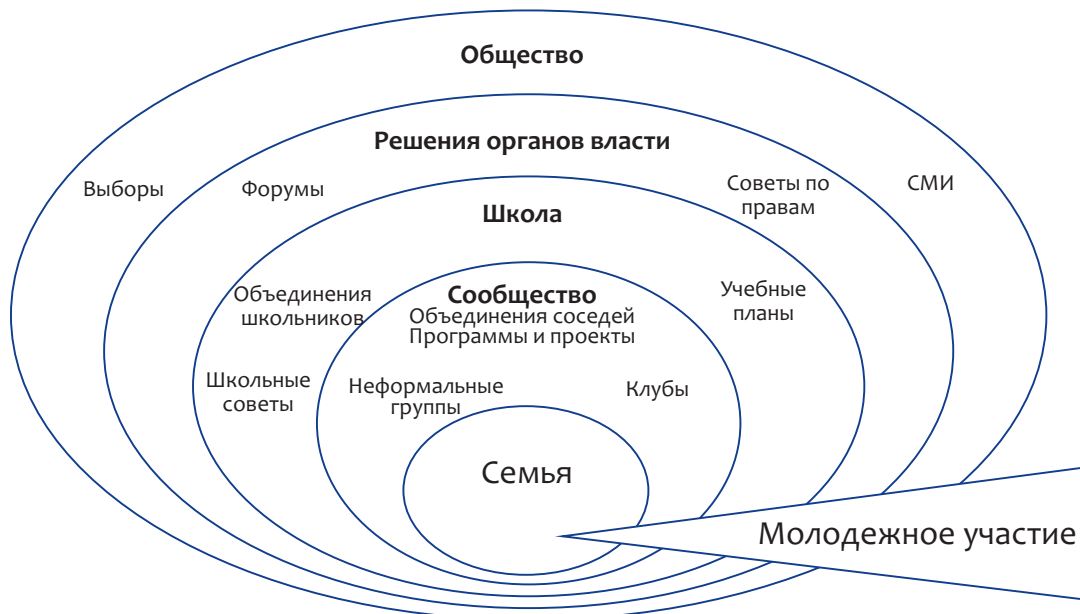 Общество
Решения органов власти
Выборы
Форумы
Советы по
правам
СМИ
Школа
Объединения
школьников
Учебные
планы
Сообщество
Объединения соседей
Программы и проекты
Школьные
советы
Неформальные
группы
Клубы
Семья
Молодежное участие